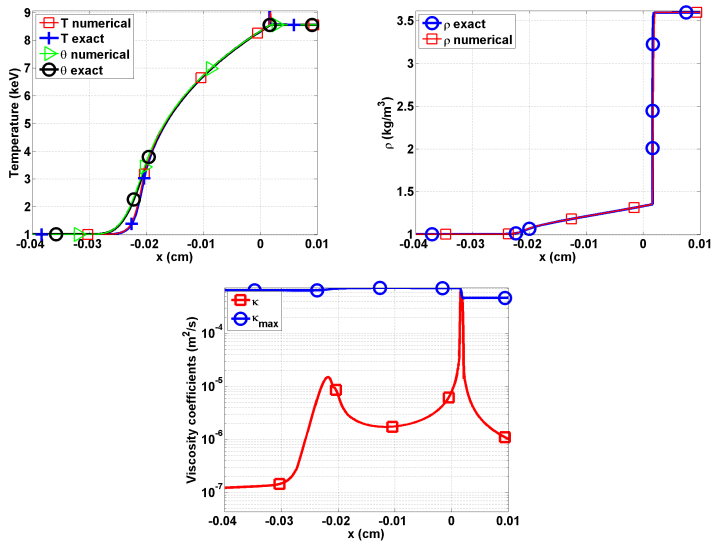 9
8
7
6
5
4
3
2
1
Temperature (keV)
T numerical
T exact
θ numerical
θ exact
-0.04 -0.03 -0.02 -0.01 0 0.01
x (cm)
3.5
3
2.5
2
1.5
1
ρ (kg/m³)
ρ exact
ρ numerical
-0.04 -0.03 -0.02 -0.01 0 0.01
x (cm)
10⁻⁴
10⁻⁵
10⁻⁶
10⁻⁷
Viscosity coefficients (m²/s)
κ
κmax
-0.04 -0.03 -0.02 -0.01 0 0.01
x (cm)